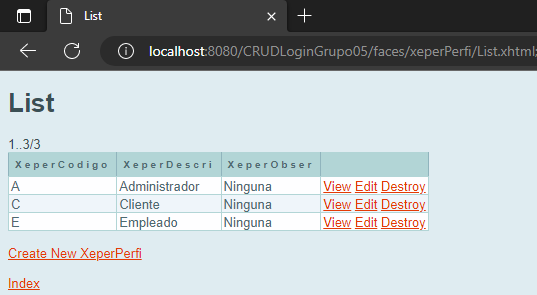 List
localhost:8080/CRUDLoginGrupo05/faces/xeperPerfi/List.xhtml;
List
1..3/3
XeperCodigo XeperDescri XeperObser
A Administrador Ninguna View Edit Destroy
C Cliente Ninguna View Edit Destroy
E Empleado Ninguna View Edit Destroy
Create New XeperPerfi
Index